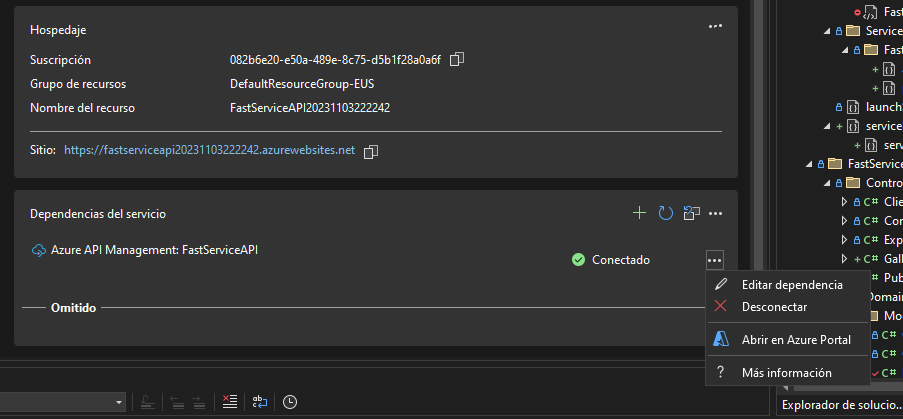 Hospedaje
Suscripción 082b6e20-e50a-489e-8c75-d5b1f28a0a6f
Grupo de recursos DefaultResourceGroup-EUS
Nombre del recurso FastServiceAPI20231103222242
Sitio: https://fastserviceapi20231103222242.azurewebsites.net
Dependencias del servicio
Azure API Management: FastServiceAPI
Conectado
Omitido
Editar dependencia
Desconectar
Abrir en Azure Portal
? Más información
Fast
Service
Fast
launch
service
serv
FastService
Contro
C# Clie
C# Cor
C# Exp
C# Gall
Pub
Domain
Mo
C#
C#
C#
Explorador de solucio...